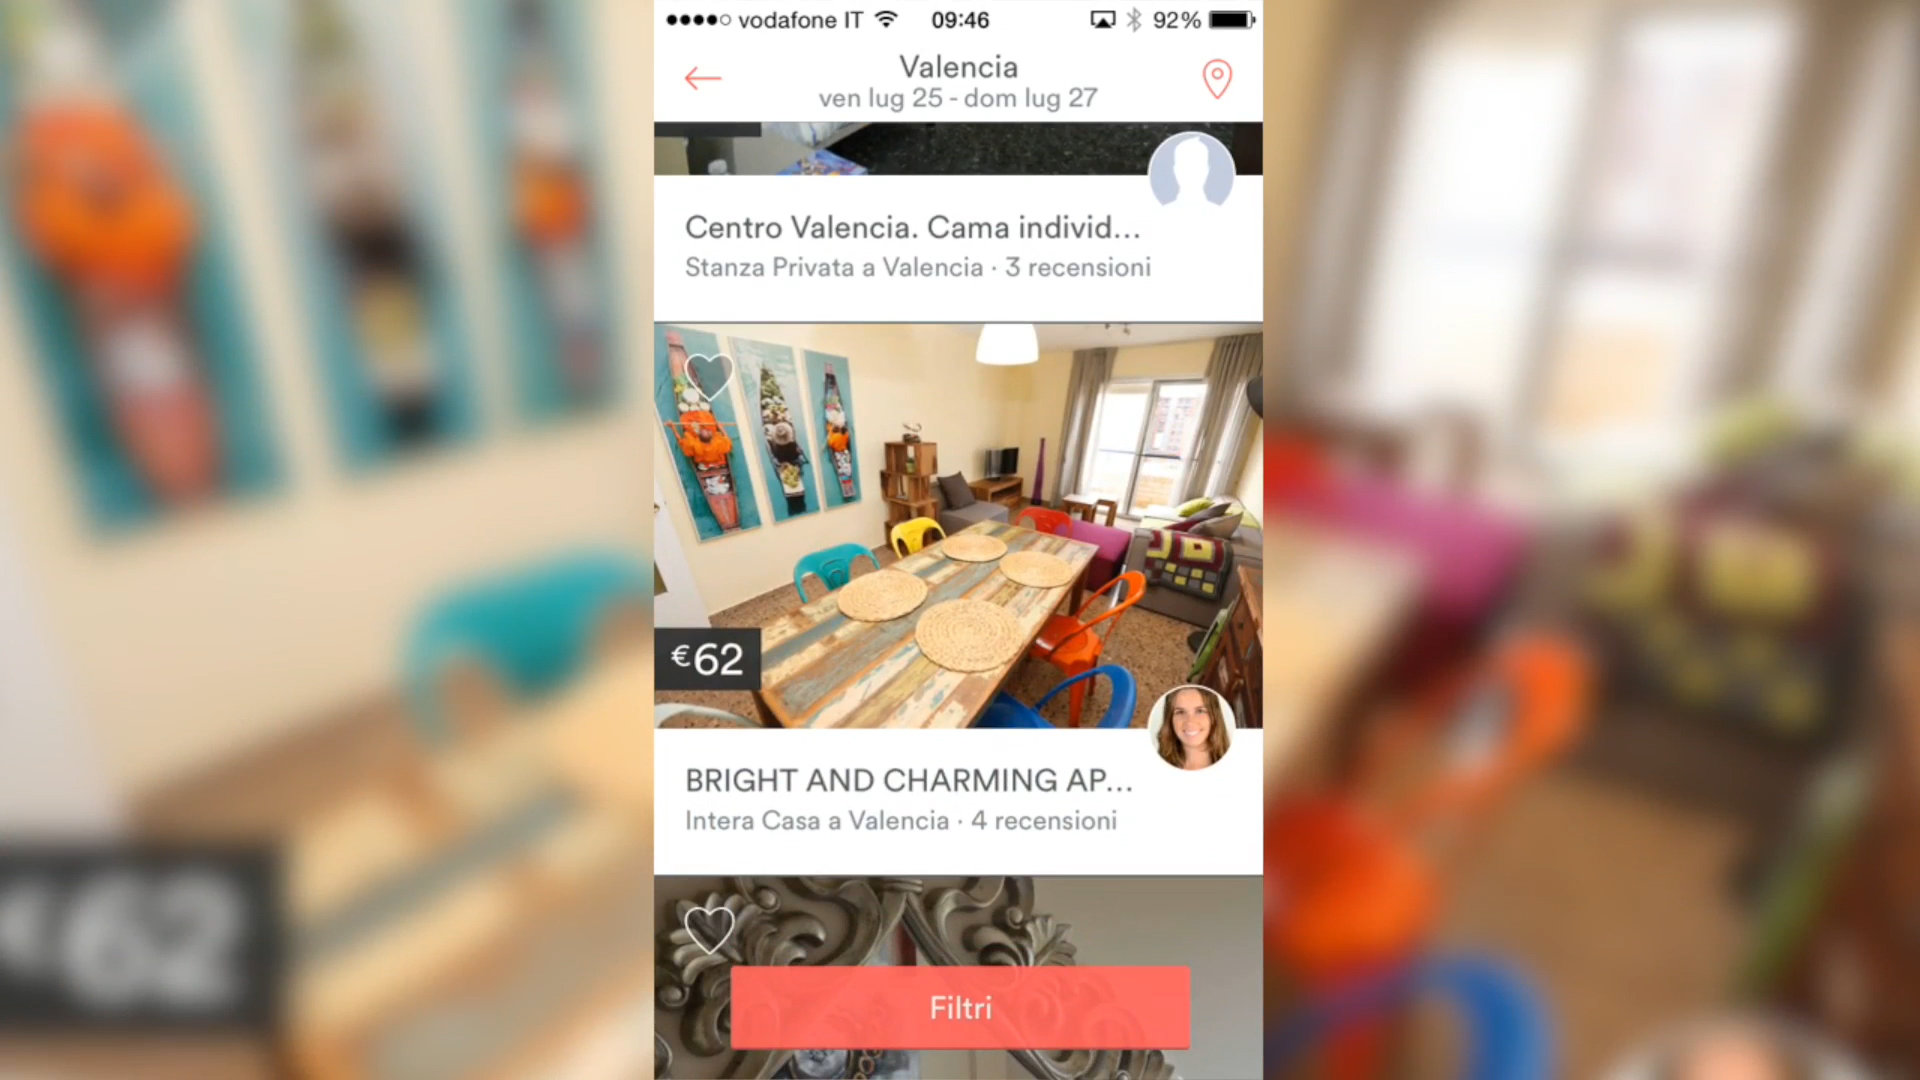 vodafone IT 09:46 92%
Valencia
ven lug 25 - dom lug 27
Centro Valencia. Cama individ...
Stanza Privata a Valencia · 3 recensioni
€62
BRIGHT AND CHARMING AP...
Intera Casa a Valencia · 4 recensioni
Filtri
€62